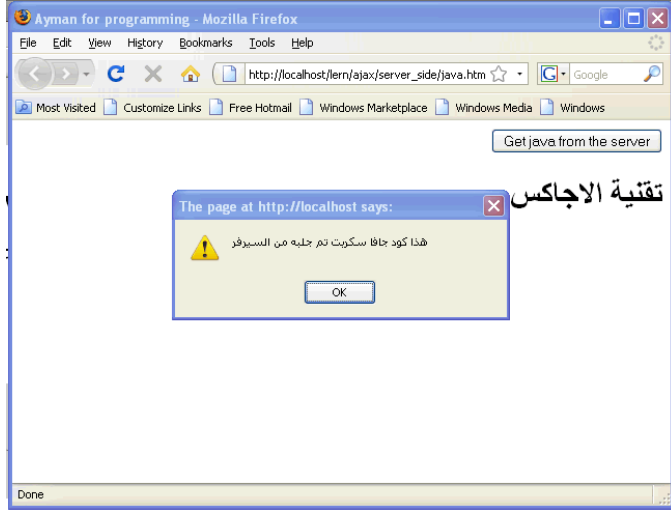 Ayman for programming - Mozilla Firefox
File Edit View History Bookmarks Tools Help
http://localhost/lern/ajax/server_side/java.htm G Google
Most Visited Customize Links Free Hotmail Windows Marketplace Windows Media Windows
Get java from the server
تقنية الاجاكس
The page at http://localhost says:
هذا كود جافا سكربت تم جلبه من السيرفر
OK
Done